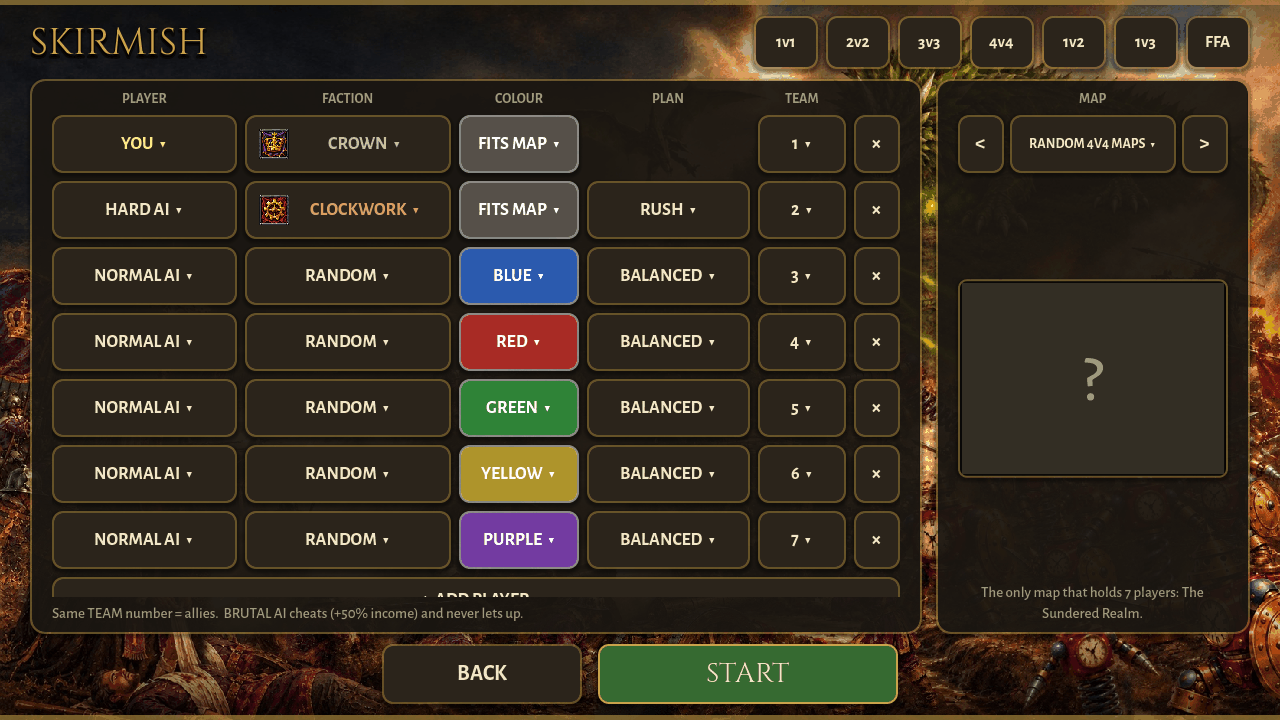 SKIRMISH
1v1 2v2 3v3 4v4 1v2 1v3 FFA
PLAYER FACTION COLOUR PLAN TEAM
YOU CROWN FITS MAP 1 ×
HARD AI CLOCKWORK FITS MAP RUSH 2 ×
NORMAL AI RANDOM BLUE BALANCED 3 ×
NORMAL AI RANDOM RED BALANCED 4 ×
NORMAL AI RANDOM GREEN BALANCED 5 ×
NORMAL AI RANDOM YELLOW BALANCED 6 ×
NORMAL AI RANDOM PURPLE BALANCED 7 ×
+ ADD PLAYER
Same TEAM number = allies. BRUTAL AI cheats (+50% income) and never lets up.
MAP
< RANDOM 4V4 MAPS >
?
The only map that holds 7 players: The
Sundered Realm.
BACK START